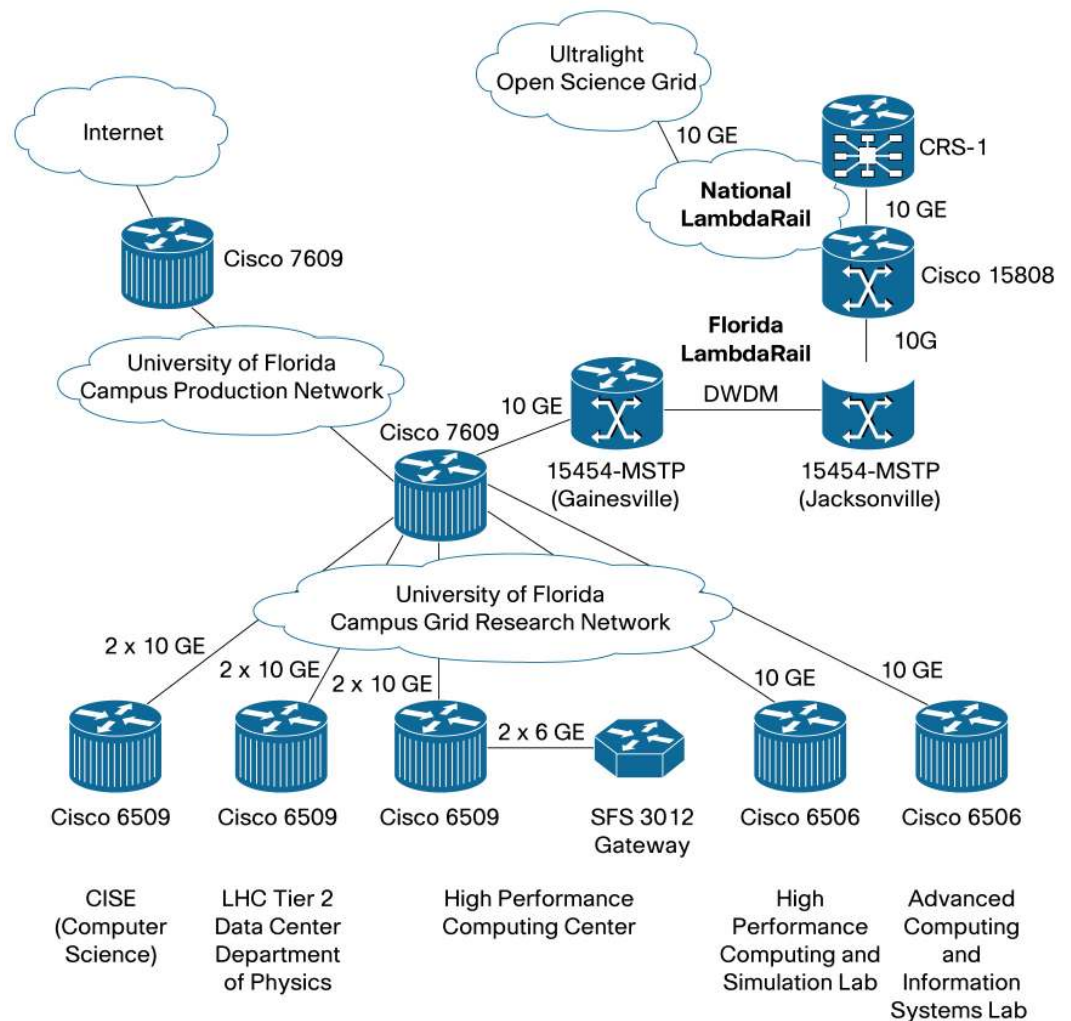 Ultralight
Open Science Grid
Internet
10 GE
CRS-1
National
LambdaRail
10 GE
Cisco 7609
Cisco 15808
Florida
LambdaRail
10G
University of Florida
Campus Production Network
DWDM
10 GE
Cisco 7609
15454-MSTP
(Gainesville)
15454-MSTP
(Jacksonville)
University of Florida
Campus Grid Research Network
2 x 10 GE
2 x 10 GE
2 x 10 GE
10 GE
10 GE
2 x 6 GE
Cisco 6509
Cisco 6509
Cisco 6509
SFS 3012
Gateway
Cisco 6506
Cisco 6506
CISE
(Computer
Science)
LHC Tier 2
Data Center
Department
of Physics
High Performance
Computing Center
High
Performance
Computing and
Simulation Lab
Advanced
Computing
and
Information
Systems Lab